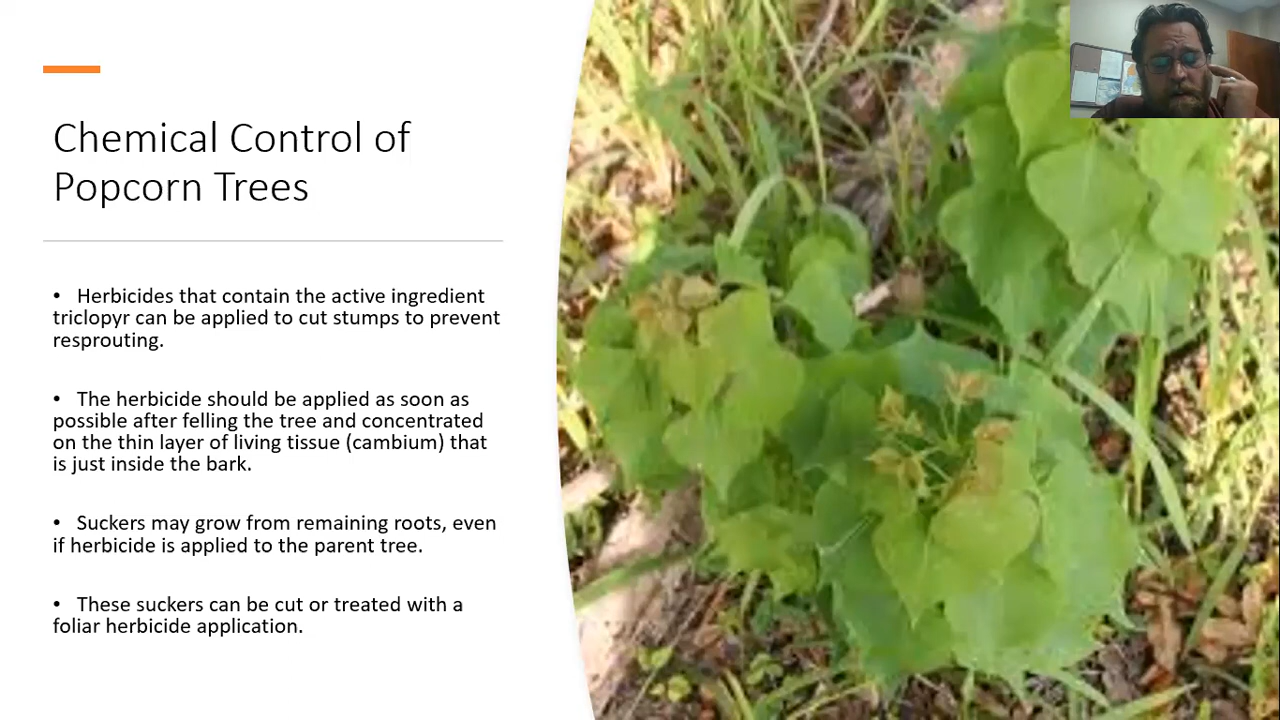 Chemical Control of
Popcorn Trees
• Herbicides that contain the active ingredient
triclopyr can be applied to cut stumps to prevent
resprouting.
• The herbicide should be applied as soon as
possible after felling the tree and concentrated
on the thin layer of living tissue (cambium) that
is just inside the bark.
• Suckers may grow from remaining roots, even
if herbicide is applied to the parent tree.
• These suckers can be cut or treated with a
foliar herbicide application.